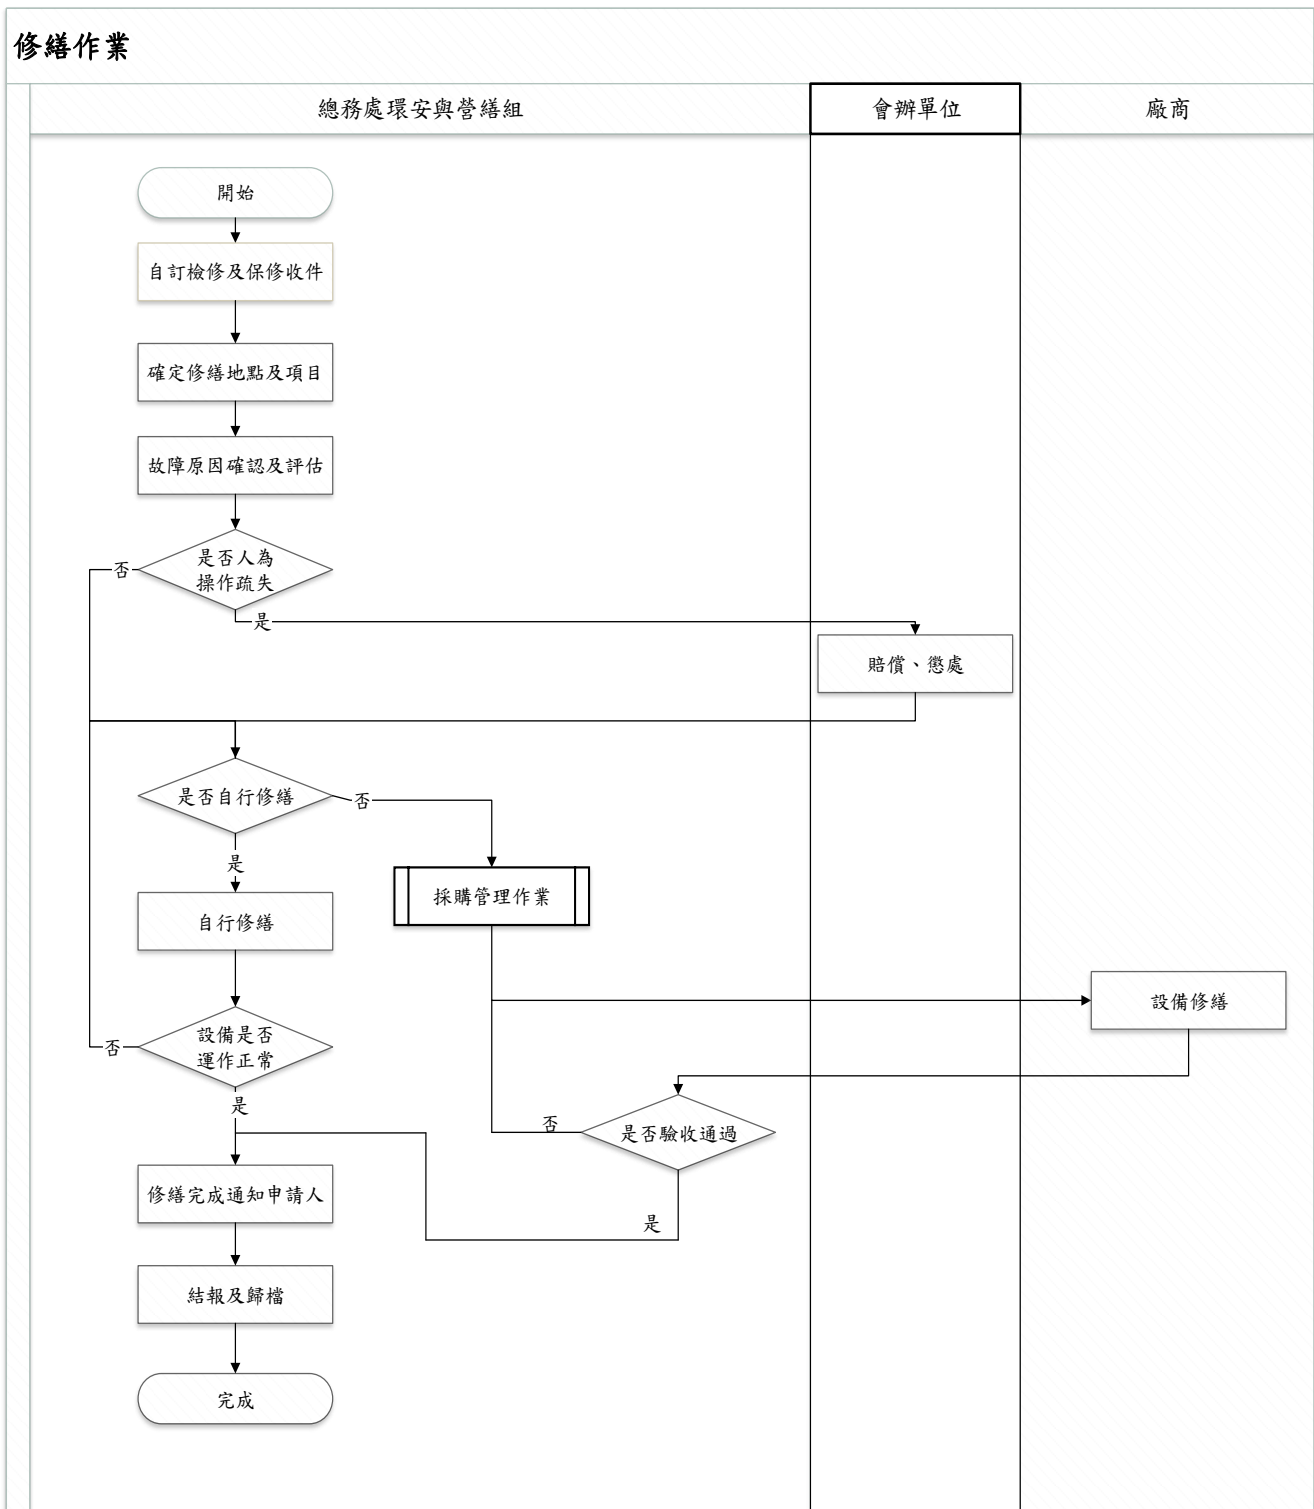 修繕作業
總務處環安與營繕組
會辦單位
廠商
開始
自訂檢修及保修收件
確定修繕地點及項目
故障原因確認及評估
是否人為
操作疏失
否
是
賠償、懲處
是否自行修繕
否
是
採購管理作業
自行修繕
設備修繕
設備是否
運作正常
否
是
是否驗收通過
否
是
修繕完成通知申請人
結報及歸檔
完成